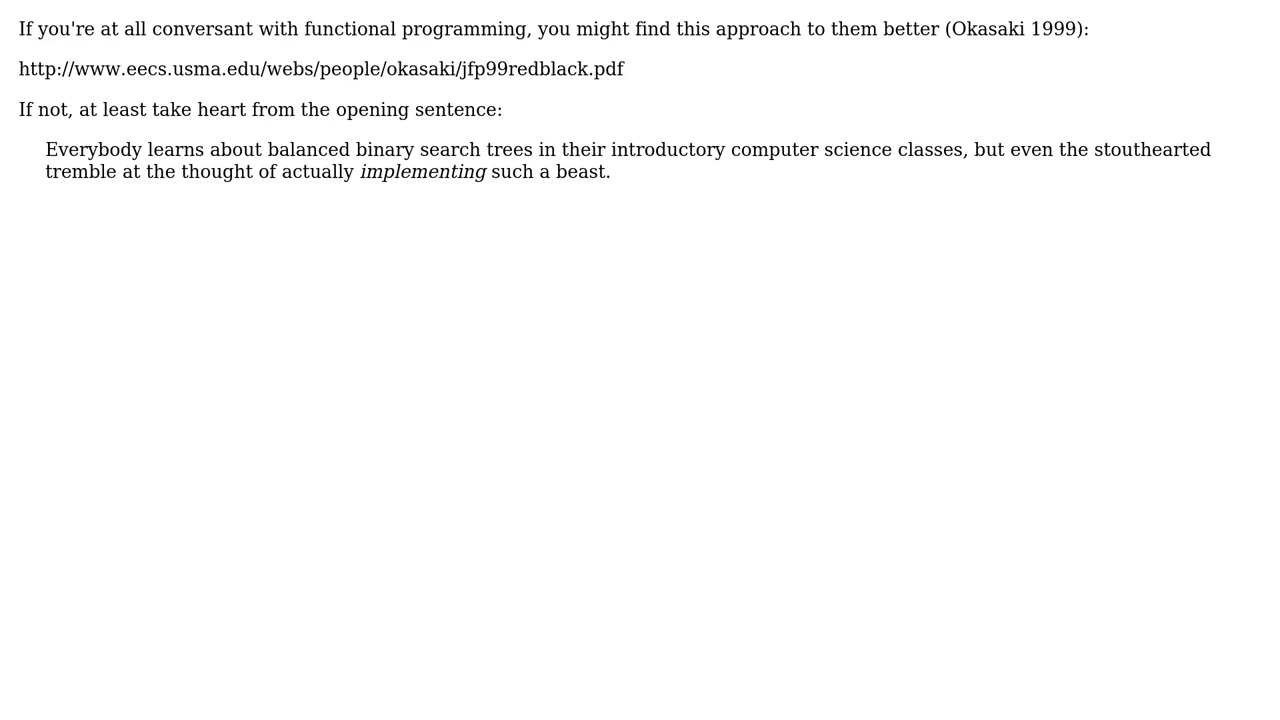 If you're at all conversant with functional programming, you might find this approach to them better (Okasaki 1999):
http://www.eecs.usma.edu/webs/people/okasaki/jfp99redblack.pdf
If not, at least take heart from the opening sentence:
Everybody learns about balanced binary search trees in their introductory computer science classes, but even the stouthearted
tremble at the thought of actually implementing such a beast.